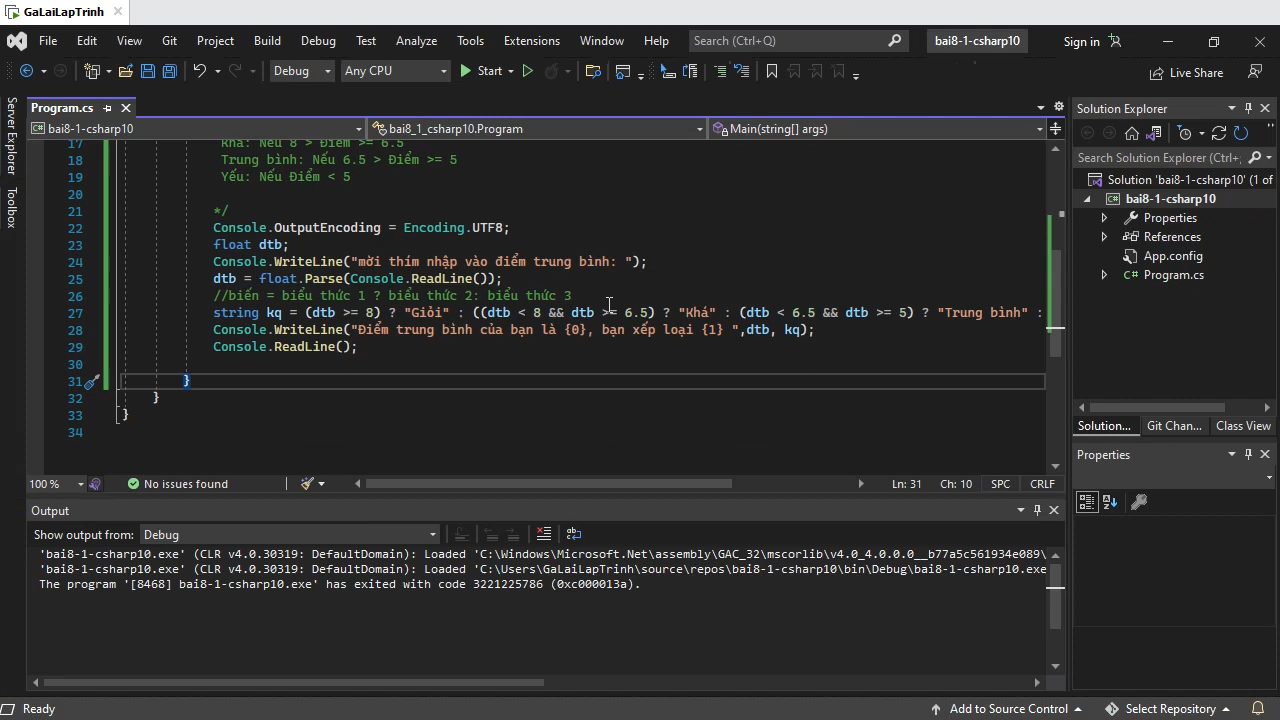 GaLaiLapTrinh
File Edit View Git Project Build Debug Test Analyze Tools Extensions Window Help Search (Ctrl+Q) bai8-1-csharp10 Sign in
Debug Any CPU Start Live Share
Server Explorer
Toolbox
Program.cs
bai8-1-csharp10 bai8_1_csharp10.Program Main(string[] args)
17 Khá: Nếu 8 > Điểm >= 6.5
18 Trung bình: Nếu 6.5 > Điểm >= 5
19 Yếu: Nếu Điểm < 5
20
21 */
22 Console.OutputEncoding = Encoding.UTF8;
23 float dtb;
24 Console.WriteLine("mời thím nhập vào điểm trung bình: ");
25 dtb = float.Parse(Console.ReadLine());
26 //biến = biểu thức 1 ? biểu thức 2: biểu thức 3
27 string kq = (dtb >= 8) ? "Giỏi" : ((dtb < 8 && dtb >= 6.5) ? "Khá" : (dtb < 6.5 && dtb >= 5) ? "Trung bình" :
28 Console.WriteLine("Điểm trung bình của bạn là {0}, bạn xếp loại {1} ",dtb, kq);
29 Console.ReadLine();
30
31 }
32 }
33 }
34
100 % No issues found Ln: 31 Ch: 10 SPC CRLF
Output
Show output from: Debug
'bai8-1-csharp10.exe' (CLR v4.0.30319: DefaultDomain): Loaded 'C:\Windows\Microsoft.Net\assembly\GAC_32\mscorlib\v4.0_4.0.0.0__b77a5c561934e089\
'bai8-1-csharp10.exe' (CLR v4.0.30319: DefaultDomain): Loaded 'C:\Users\GaLaiLapTrinh\source\repos\bai8-1-csharp10\bin\Debug\bai8-1-csharp10.exe
The program '[8468] bai8-1-csharp10.exe' has exited with code 3221225786 (0xc000013a).
Solution Explorer
Search Solution Explorer (Ctrl+;
Solution 'bai8-1-csharp10' (1 of
bai8-1-csharp10
Properties
References
App.config
Program.cs
Solution... Git Chan... Class View
Properties
Ready Add to Source Control Select Repository